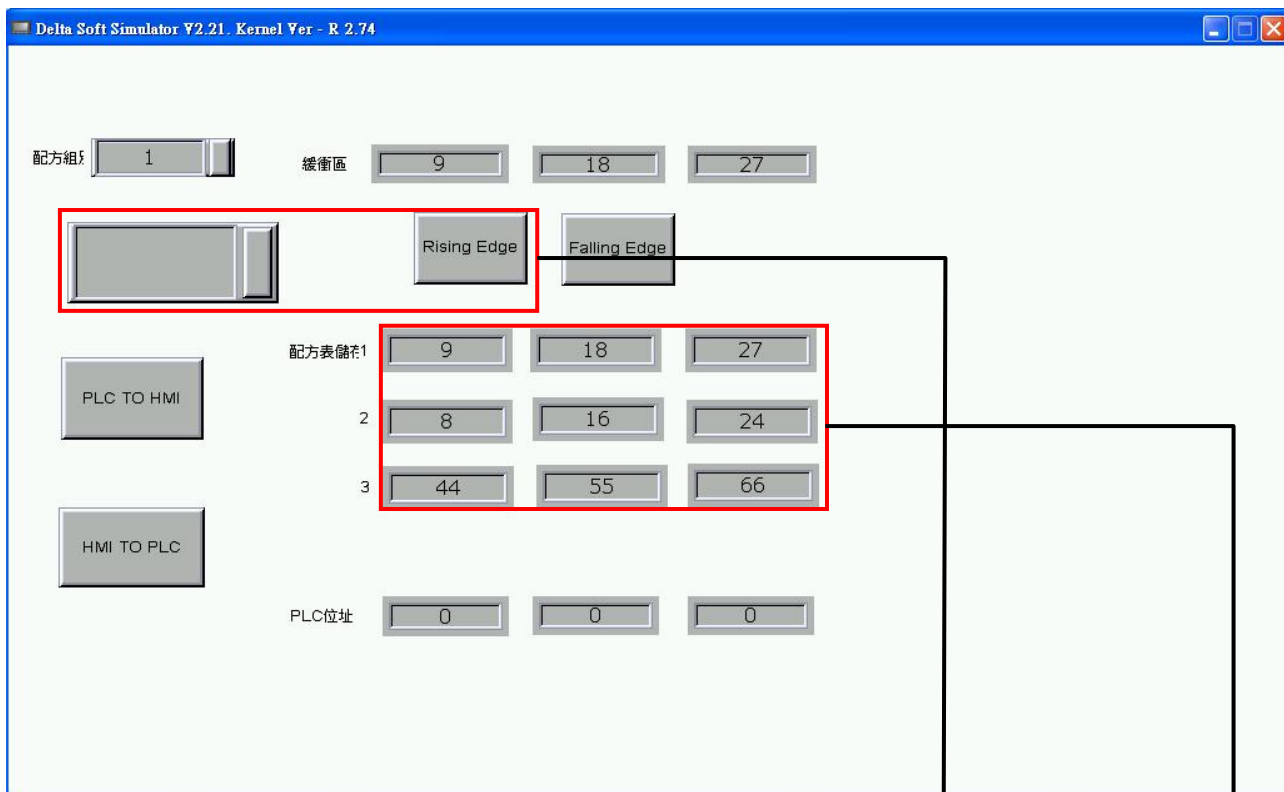 Delta Soft Simulator V2.21. Kernel Ver - R 2.74
配方組別 1 緩衝區 9 18 27
Rising Edge Falling Edge
配方表儲存1 9 18 27
PLC TO HMI
2 8 16 24
3 44 55 66
HMI TO PLC
PLC位址 0 0 0